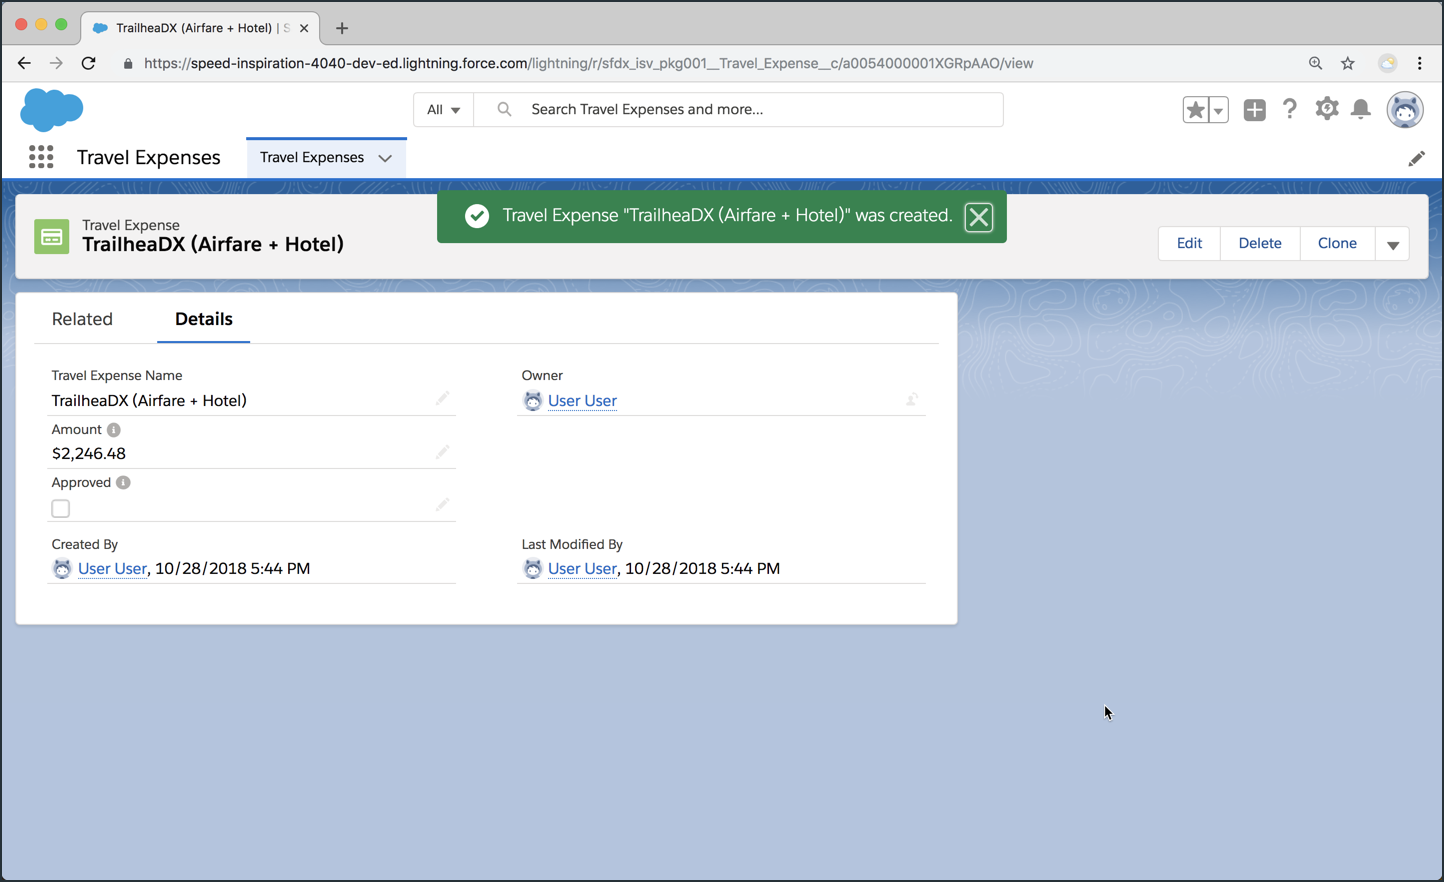 TrailheaDX (Airfare + Hotel) | S
https://speed-inspiration-4040-dev-ed.lightning.force.com/lightning/r/sfdx_isv_pkg001__Travel_Expense__c/a0054000001XGRpAAO/view
All
Search Travel Expenses and more...
Travel Expenses
Travel Expenses
Travel Expense "TrailheaDX (Airfare + Hotel)" was created.
Travel Expense
TrailheaDX (Airfare + Hotel)
Edit
Delete
Clone
Related
Details
Travel Expense Name
TrailheaDX (Airfare + Hotel)
Owner
User User
Amount
$2,246.48
Approved
Created By
User User, 10/28/2018 5:44 PM
Last Modified By
User User, 10/28/2018 5:44 PM